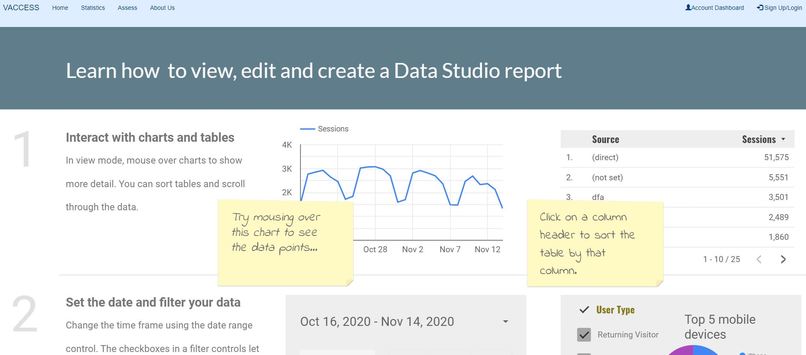 VACCESS Home Statistics Assess About Us Account Dashboard Sign Up/Login
Learn how to view, edit and create a Data Studio report
1
Interact with charts and tables
In view mode, mouse over charts to show
more detail. You can sort tables and scroll
through the data.
Sessions
4K
3K
2K
Oct 28 Nov 2 Nov 7 Nov 12
Try mousing over
this chart to see
the data points...
Source Sessions
1. (direct) 51,575
2. (not set) 5,551
3. dfa 3,501
2,489
1,860
1 - 10 / 25
Click on a column
header to sort the
table by that
column.
2
Set the date and filter your data
Change the time frame using the date range
control. The checkboxes in a filter controls let
Oct 16, 2020 - Nov 14, 2020
User Type
Returning Visitor
Top 5 mobile
devices